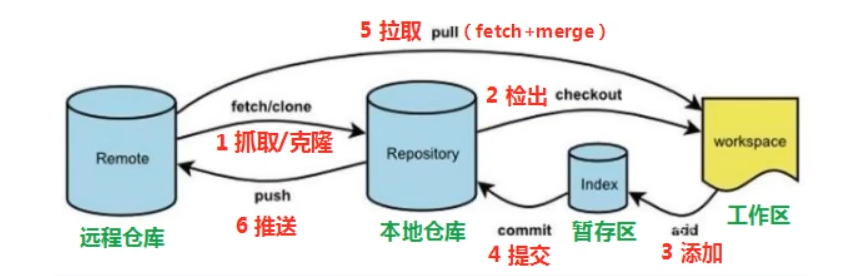 5 拉取 pull ( fetch+merge )
fetch/clone
2 检出 checkout
1 抓取/克隆
Remote
Repository
workspace
Index
push
工作区
6 推送
远程仓库
本地仓库
commit
暂存区
add
4 提交
3 添加